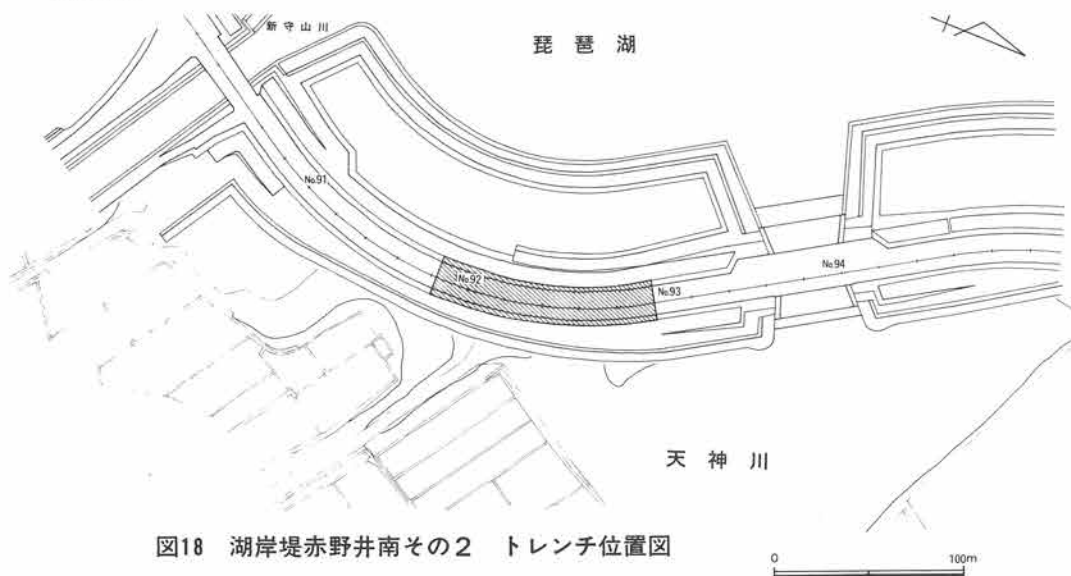 新守山川
琵琶湖
No.91
No.92
No.93
No.94
天神川
図18 湖岸堤赤野井南その2 トレンチ位置図
0 100m